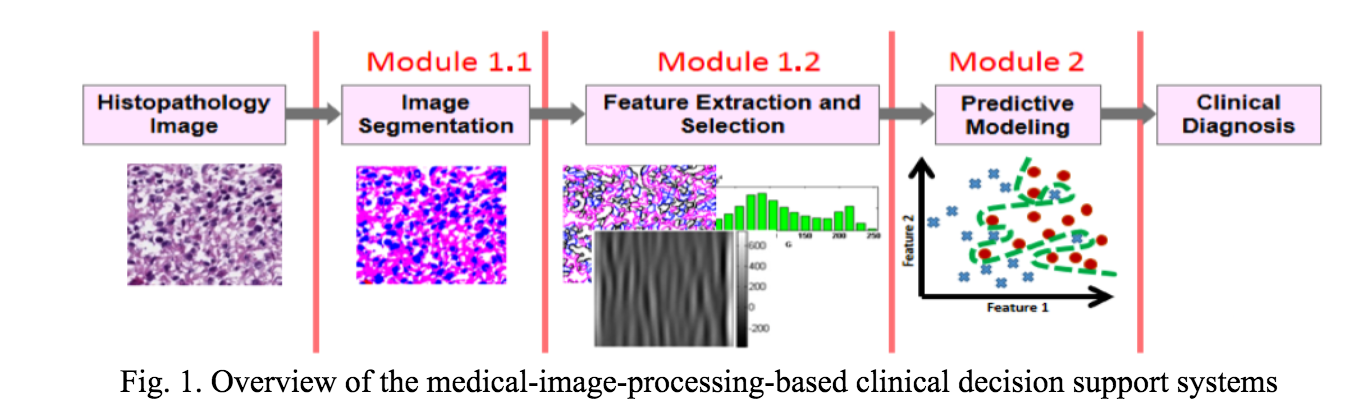 Module 1.1
Module 1.2
Module 2
Histopathology
Image
Image
Segmentation
Feature Extraction and
Selection
Predictive
Modeling
Clinical
Diagnosis
150
200
250
G
600
400
200
0
-200
Feature 2
Feature 1
Fig. 1. Overview of the medical-image-processing-based clinical decision support systems